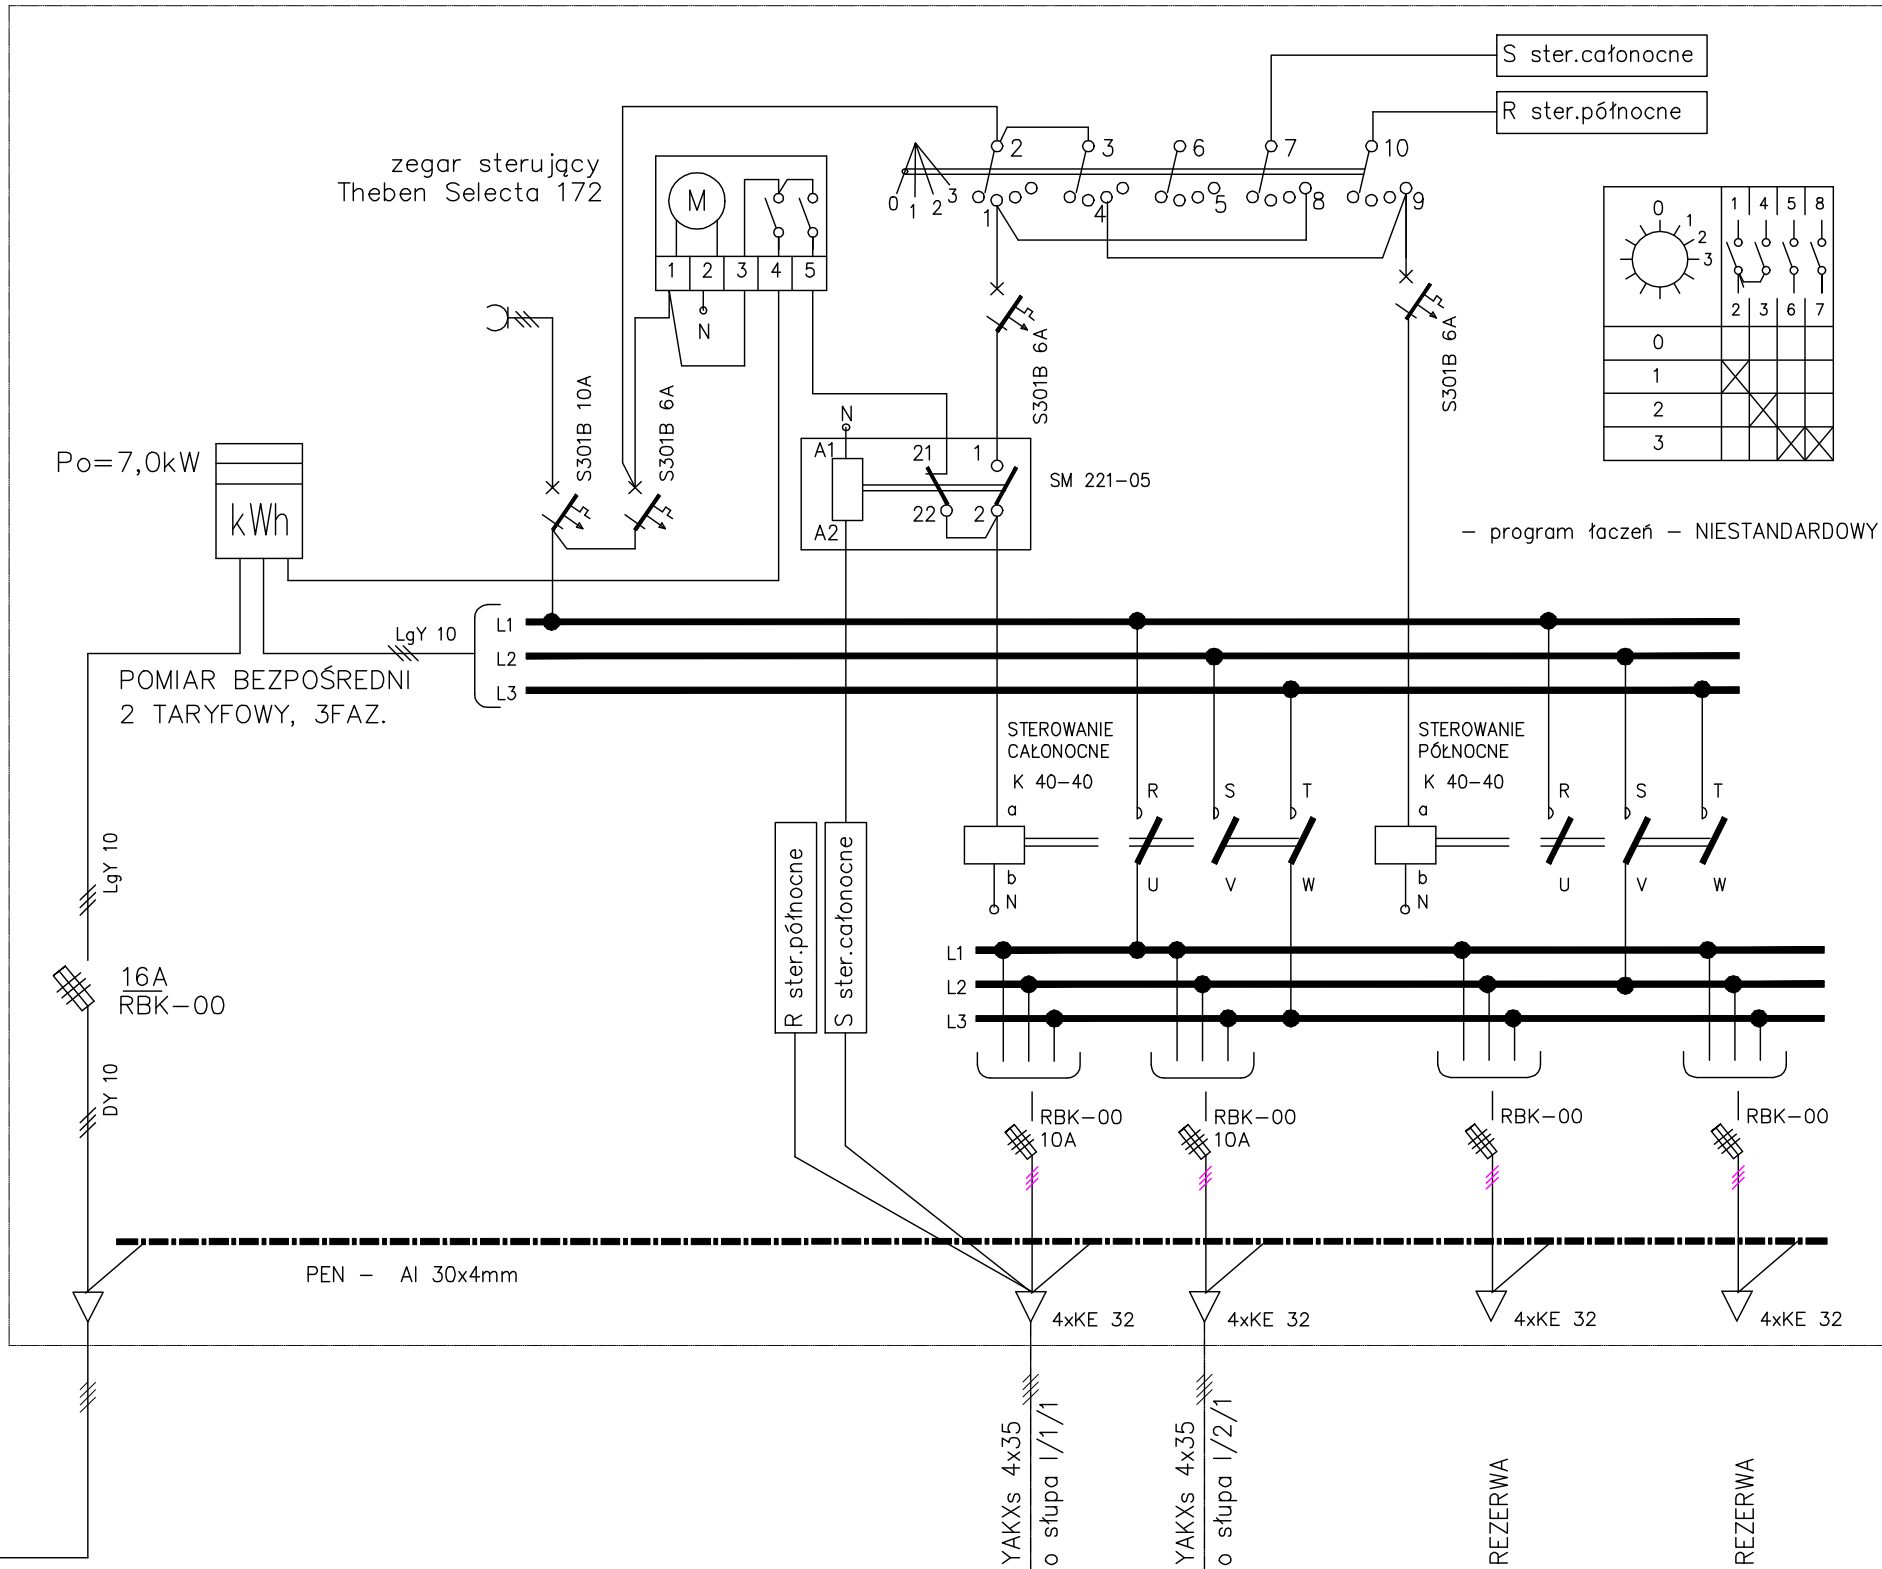 S ster.całonocne
R ster.północne
zegar sterujący
Theben Selecta 172
M
1 2 3 4 5
N
2 3 6 7 10
0 1 2 3
1 4 5 8 9
0 1 2 3
1 4 5 8
2 3 6 7
0
1
2
3
S301B 10A
S301B 6A
S301B 6A
S301B 6A
Po=7,0kW
kWh
N
A1 21 1
A2 22 2
SM 221-05
- program łaczeń - NIESTANDARDOWY
LgY 10
L1
L2
L3
POMIAR BEZPOŚREDNI
2 TARYFOWY, 3FAZ.
STEROWANIE
CAŁONOCNE
K 40-40
a
b
N
R S T
U V W
STEROWANIE
PÓŁNOCNE
K 40-40
a
b
N
R S T
U V W
LgY 10
R ster.północne
S ster.całonocne
16A
RBK-00
L1
L2
L3
DY 10
RBK-00
10A
RBK-00
10A
RBK-00
RBK-00
PEN - Al 30x4mm
4xKE 32
4xKE 32
4xKE 32
4xKE 32
YAKXs 4x35
o słupa I/1/1
YAKXs 4x35
o słupa I/2/1
REZERWA
REZERWA